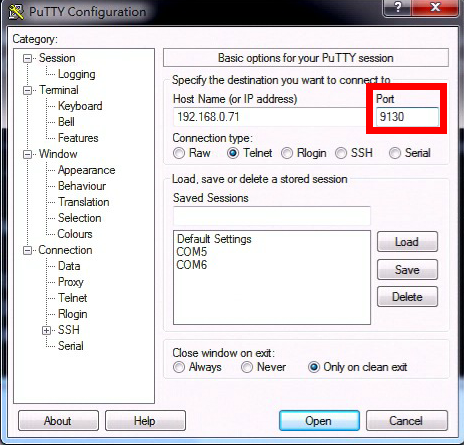 PuTTY Configuration
Category:
Session
Logging
Terminal
Keyboard
Bell
Features
Window
Appearance
Behaviour
Translation
Selection
Colours
Connection
Data
Proxy
Telnet
Rlogin
SSH
Serial
Basic options for your PuTTY session
Specify the destination you want to connect to
Host Name (or IP address) Port
192.168.0.71 9130
Connection type:
Raw Telnet Rlogin SSH Serial
Load, save or delete a stored session
Saved Sessions
Default Settings
COM5
COM6
Load
Save
Delete
Close window on exit:
Always Never Only on clean exit
About Help Open Cancel